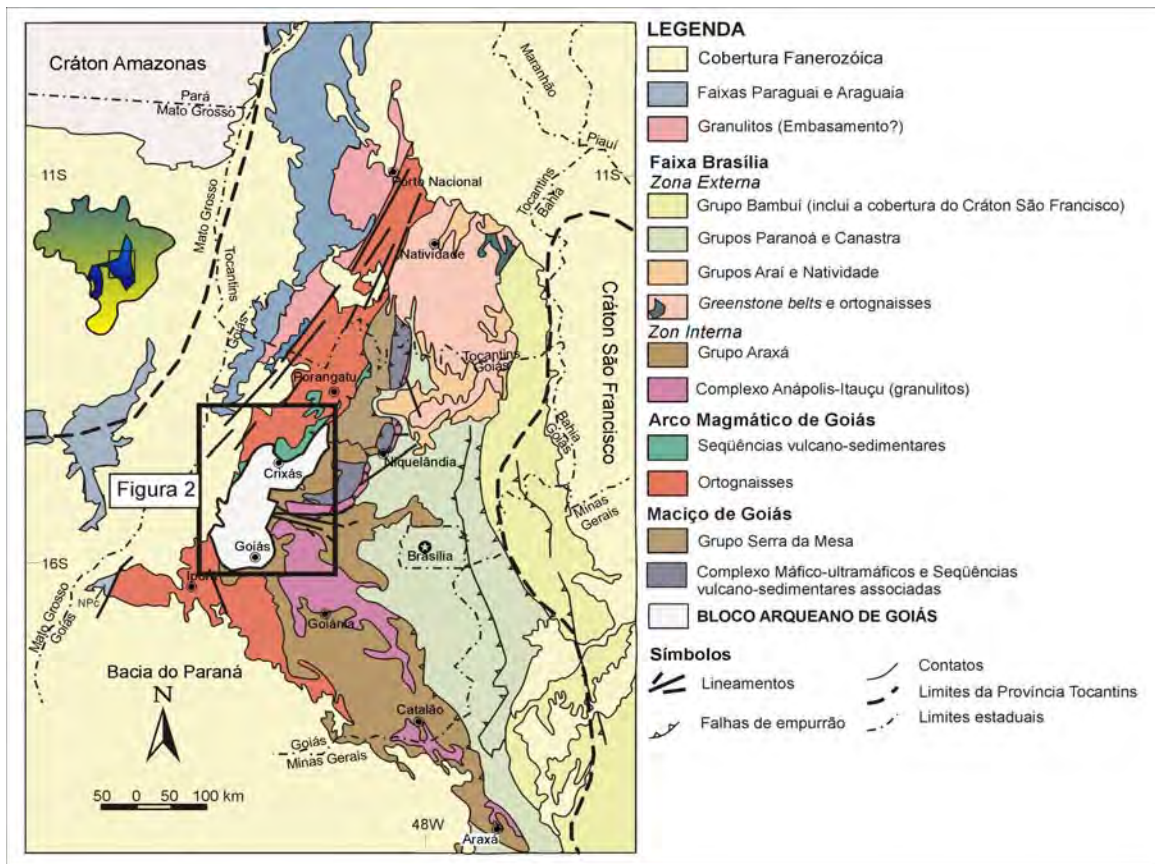 Cráton Amazonas
Pará
Mato Grosso
Maranhão
Piauí
11S
11S
Porto Nacional
Mato Grosso
Tocantins
Tocantins
Bahia
Natividade
Goiás
Cráton São Francisco
Tocantins
Goiás
Porangatu
Bahia
Goiás
Crixás
Niquelândia
Figura 2
Minas
Gerais
Goiás
Brasília
16S
Iporá
NPc
Mato Grosso
Goiás
Goiânia
Bacia do Paraná
N
Catalão
Goiás
Minas Gerais
50 0 50 100 km
48W
Araxá
LEGENDA
Cobertura Fanerozóica
Faixas Paraguai e Araguaia
Granulitos (Embasamento?)
Faixa Brasília
Zona Externa
Grupo Bambuí (inclui a cobertura do Cráton São Francisco)
Grupos Paranoá e Canastra
Grupos Araí e Natividade
Greenstone belts e ortognaisses
Zon Interna
Grupo Araxá
Complexo Anápolis-Itauçu (granulitos)
Arco Magmático de Goiás
Seqüências vulcano-sedimentares
Ortognaisses
Maciço de Goiás
Grupo Serra da Mesa
Complexo Máfico-ultramáficos e Seqüências
vulcano-sedimentares associadas
BLOCO ARQUEANO DE GOIÁS
Símbolos
Lineamentos
Falhas de empurrão
Contatos
Limites da Província Tocantins
Limites estaduais